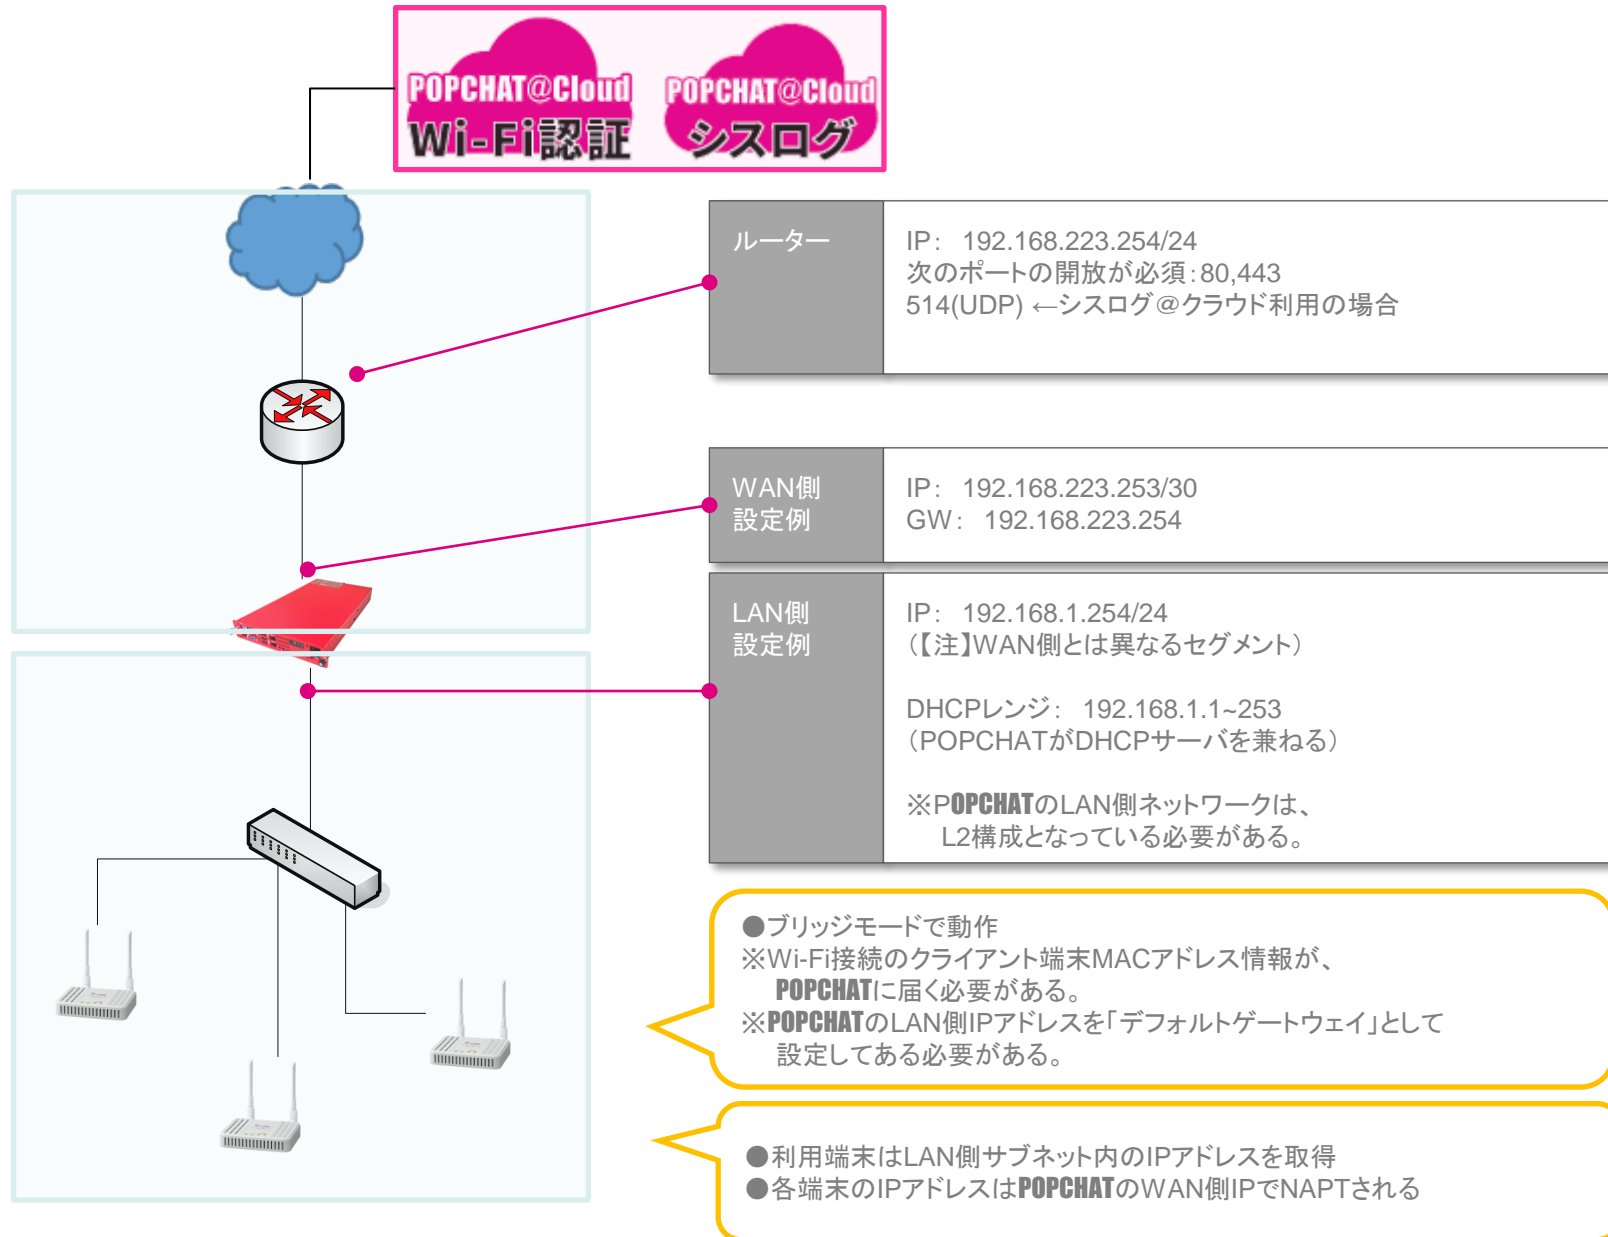 POPCHAT@Cloud
Wi-Fi認証
POPCHAT@Cloud
シスログ
ルーター
IP: 192.168.223.254/24
次のポートの開放が必須:80,443
514(UDP) ←シスログ@クラウド利用の場合
WAN側
設定例
IP: 192.168.223.253/30
GW: 192.168.223.254
LAN側
設定例
IP: 192.168.1.254/24
(【注】WAN側とは異なるセグメント)
DHCPレンジ: 192.168.1.1~253
(POPCHATがDHCPサーバを兼ねる)
※POPCHATのLAN側ネットワークは、
L2構成となっている必要がある。
●ブリッジモードで動作
※Wi-Fi接続のクライアント端末MACアドレス情報が、
POPCHATに届く必要がある。
※POPCHATのLAN側IPアドレスを「デフォルトゲートウェイ」として
設定してある必要がある。
●利用端末はLAN側サブネット内のIPアドレスを取得
●各端末のIPアドレスはPOPCHATのWAN側IPでNAPTされる